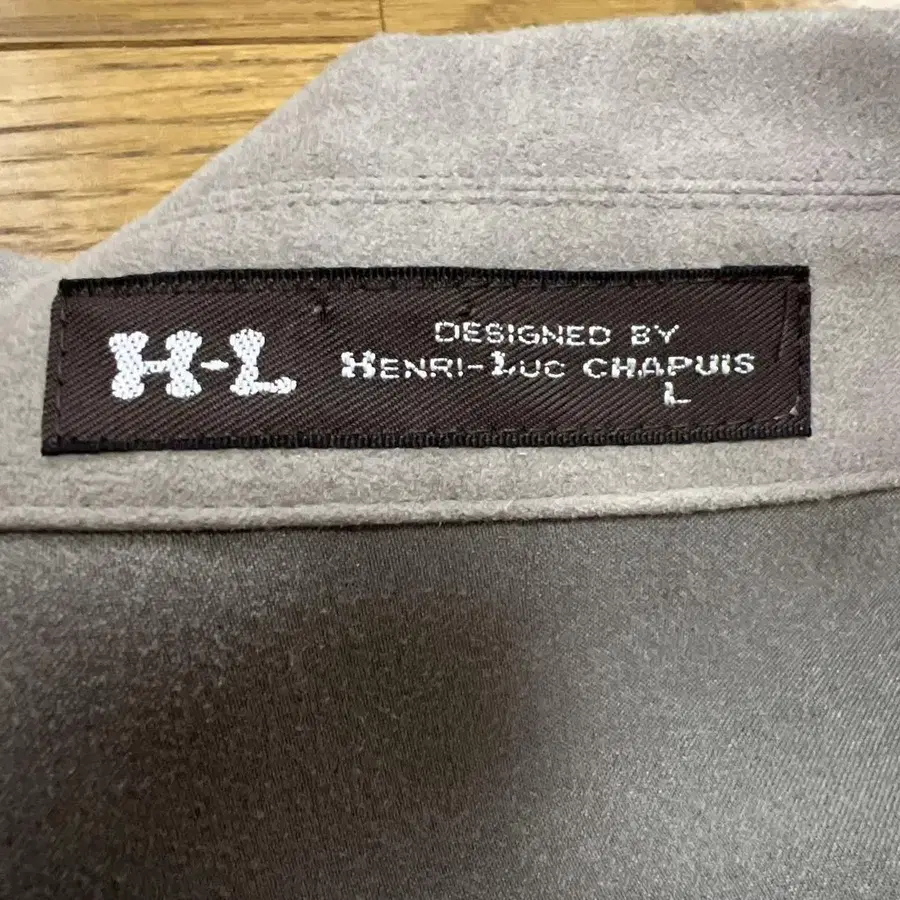 H-L
DESIGNED BY
HENRI-LUC CHAPUIS
L